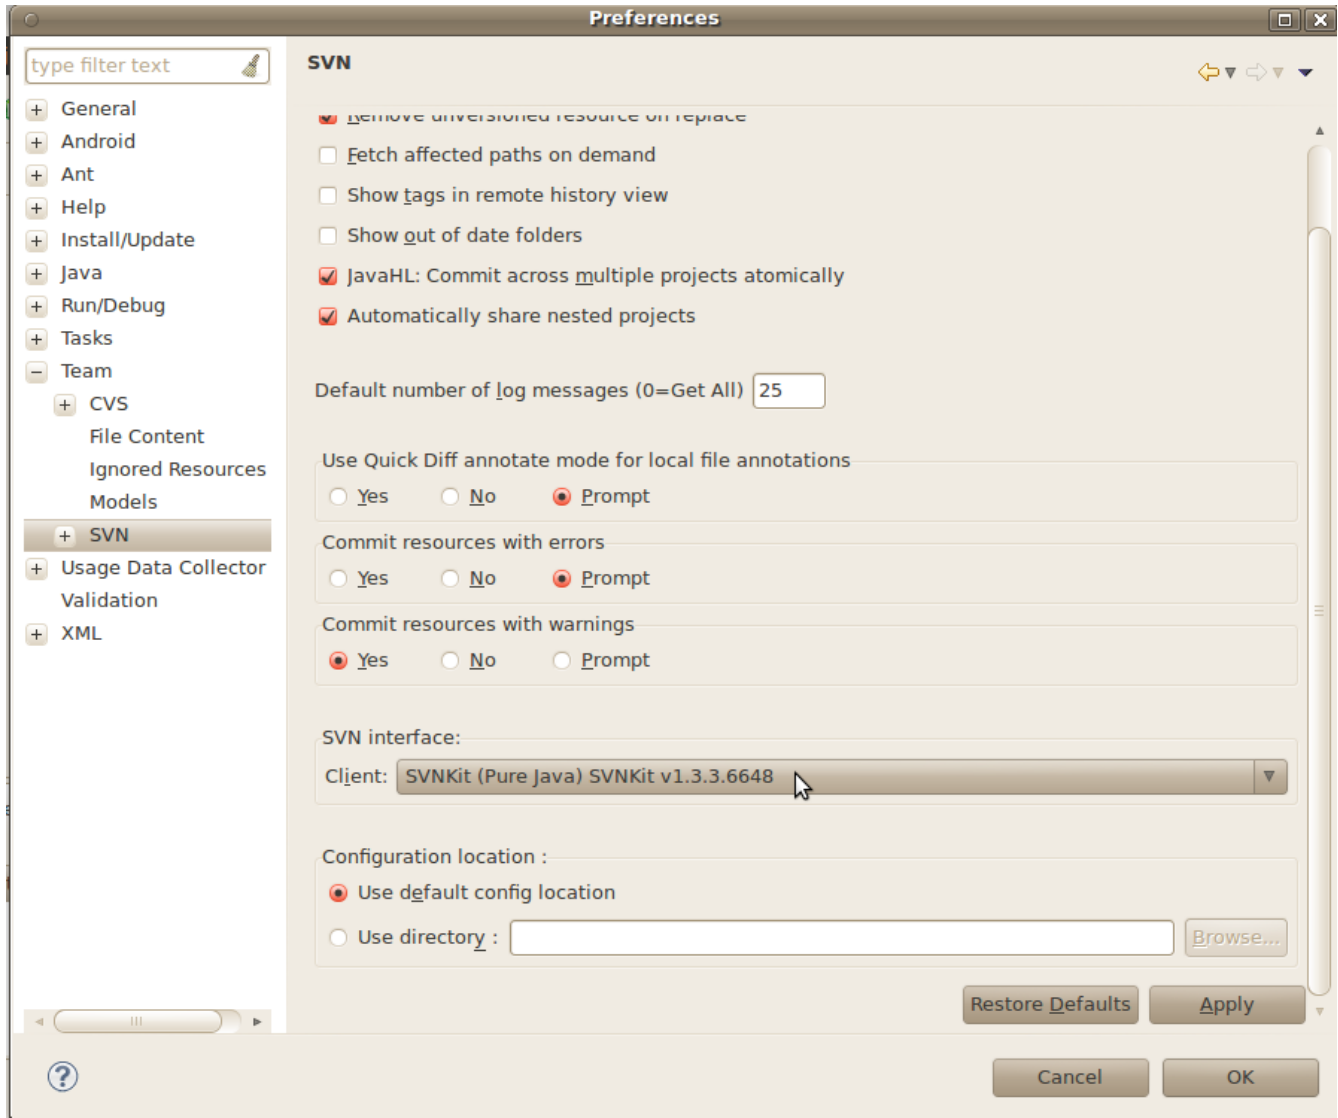 Preferences
type filter text
General
Android
Ant
Help
Install/Update
Java
Run/Debug
Tasks
Team
CVS
File Content
Ignored Resources
Models
SVN
Usage Data Collector
Validation
XML
SVN
Remove unversioned resource on replace
Fetch affected paths on demand
Show tags in remote history view
Show out of date folders
JavaHL: Commit across multiple projects atomically
Automatically share nested projects
Default number of log messages (0=Get All) 25
Use Quick Diff annotate mode for local file annotations
Yes No Prompt
Commit resources with errors
Yes No Prompt
Commit resources with warnings
Yes No Prompt
SVN interface:
Client: SVNKit (Pure Java) SVNKit v1.3.3.6648
Configuration location :
Use default config location
Use directory : Browse...
Restore Defaults Apply
Cancel OK